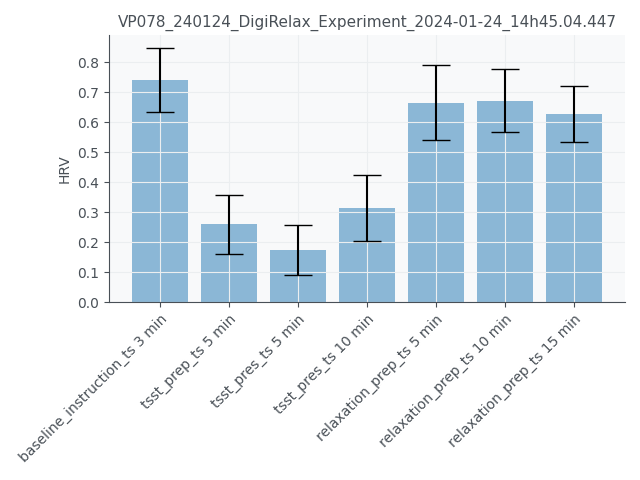 VP078_240124_DigiRelax_Experiment_2024-01-24_14h45.04.447
HRV
0.8
0.7
0.6
0.5
0.4
0.3
0.2
0.1
0.0
baseline_instruction_ts 3 min
tsst_prep_ts 5 min
tsst_pres_ts 5 min
tsst_pres_ts 10 min
relaxation_prep_ts 5 min
relaxation_prep_ts 10 min
relaxation_prep_ts 15 min